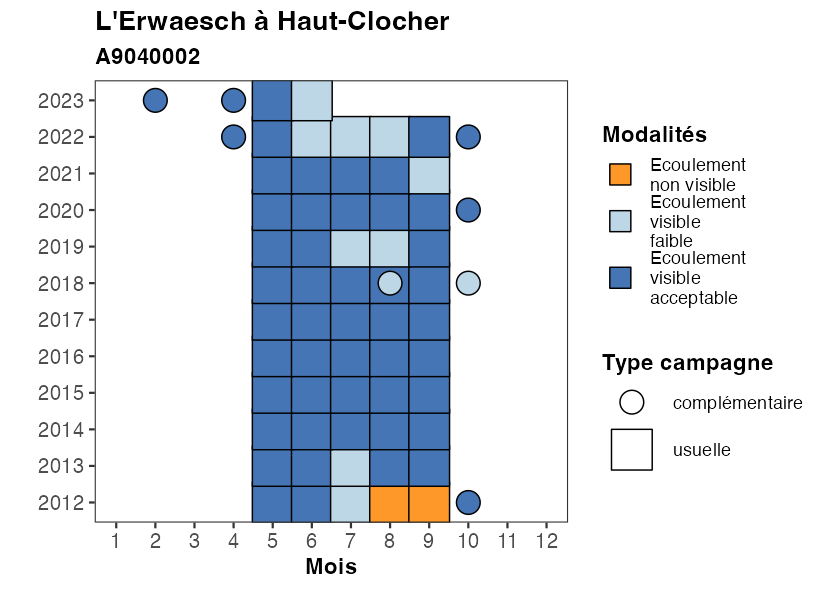 L'Erwaesch à Haut-Clocher
A9040002
2023
2022
2021
2020
2019
2018
2017
2016
2015
2014
2013
2012
1 2 3 4 5 6 7 8 9 10 11 12
Mois
Modalités
Ecoulement
non visible
Ecoulement
visible
faible
Ecoulement
visible
acceptable
Type campagne
complémentaire
usuelle